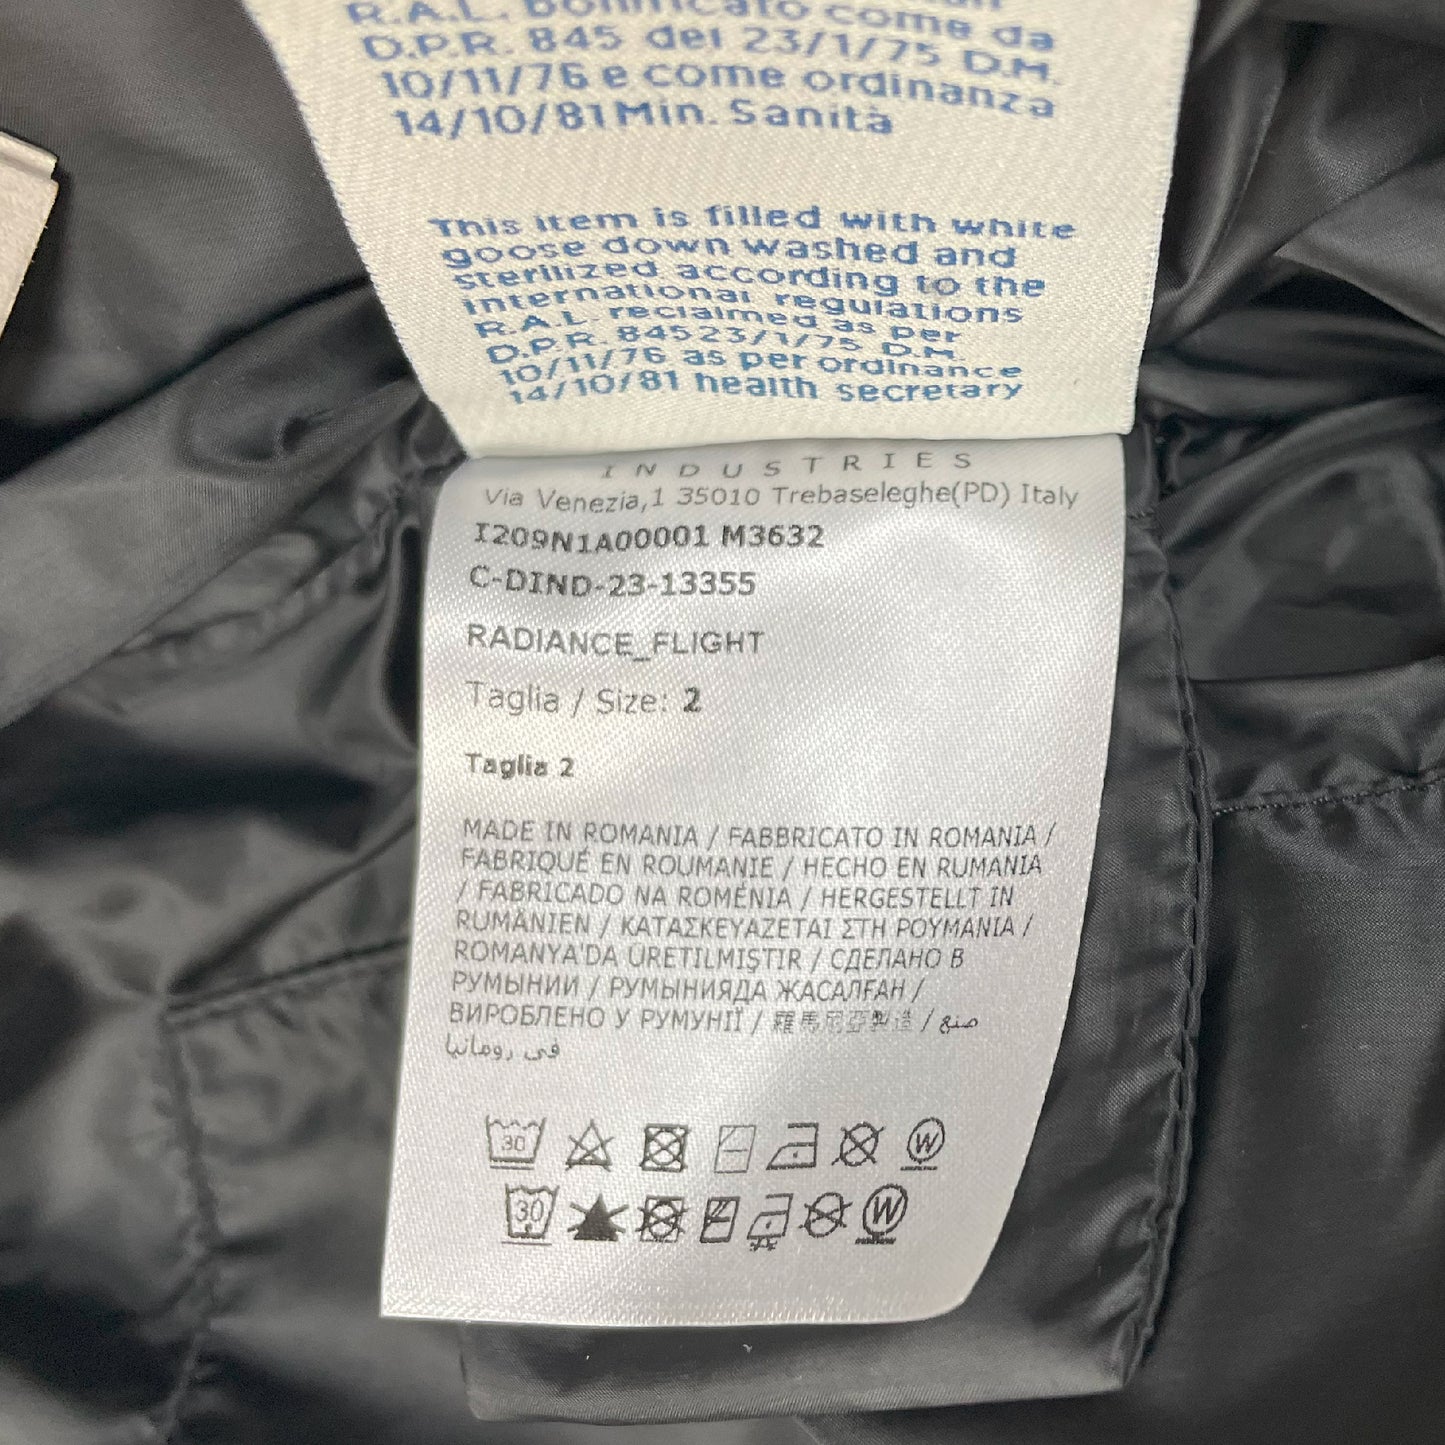 R.A.L. Bonificato come da
D.P.R. 845 del 23/1/75 D.M.
10/11/76 e come ordinanza
14/10/81 Min. Sanità
This item is filled with white
goose down washed and
sterilized according to the
international regulations
R.A.L. reclaimed as per
D.P.R. 84523/1/75 D.M.
10/11/76 as per ordinance
14/10/81 health secretary
INDUSTRIES
Via Venezia,1 35010 Trebaseleghe(PD) Italy
I209N1A00001 M3632
C-DIND-23-13355
RADIANCE_FLIGHT
Taglia / Size: 2
Taglia 2
MADE IN ROMANIA / FABBRICATO IN ROMANIA /
FABRIQUÉ EN ROUMANIE / HECHO EN RUMANIA
/ FABRICADO NA ROMÉNIA / HERGESTELLT IN
RUMÄNIEN / ΚΑΤΑΣΚΕΥΑΖΕΤΑΙ ΣΤΗ ΡΟΥΜΑΝΙΑ /
ROMANYA'DA ÜRETILMIŞTIR / СДЕЛАНО В
РУМЫНИИ / РУМЫНИЯДА ЖАСАЛҒАН /
ВИРОБЛЕНО У РУМУНІЇ / 羅馬尼亞製造 / صنع
في رومانيا
30
W
30
W